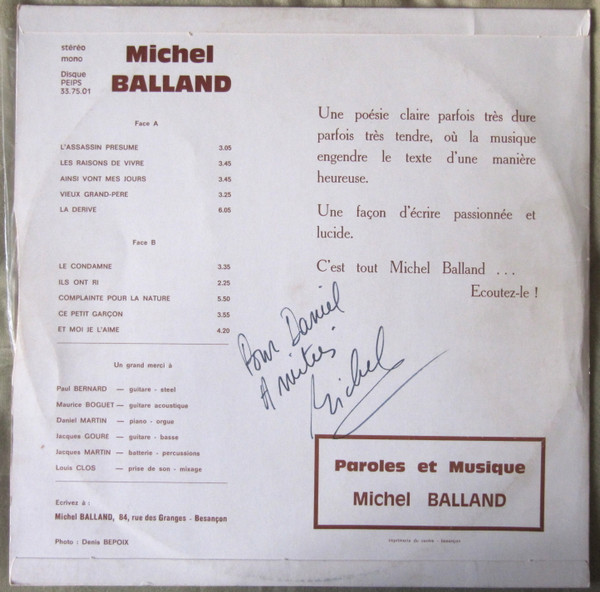 stéréo
mono
Disque
PEIPS
33.75.01
Michel
BALLAND
Face A
L'ASSASSIN PRESUME 3.05
LES RAISONS DE VIVRE 3.45
AINSI VONT MES JOURS 3.45
VIEUX GRAND-PERE 3.25
LA DERIVE 6.05
Face B
LE CONDAMNE 3.35
ILS ONT RI 2.25
COMPLAINTE POUR LA NATURE 5.50
CE PETIT GARÇON 3.55
ET MOI JE L'AIME 4.20
Un grand merci à
Paul BERNARD — guitare - steel
Maurice BOGUET — guitare acoustique
Daniel MARTIN — piano - orgue
Jacques GOURE — guitare - basse
Jacques MARTIN — batterie - percussions
Louis CLOS — prise de son - mixage
Ecrivez à :
Michel BALLAND, 84, rue des Granges - Besançon
Photo : Denis BEPOIX
Une poésie claire parfois très dure
parfois très tendre, où la musique
engendre le texte d'une manière
heureuse.
Une façon d'écrire passionnée et
lucide.
C'est tout Michel Balland ...
Ecoutez-le !
Pour Daniel
Amitiés
Michel
Paroles et Musique
Michel BALLAND
imprimerie du centre - besançon